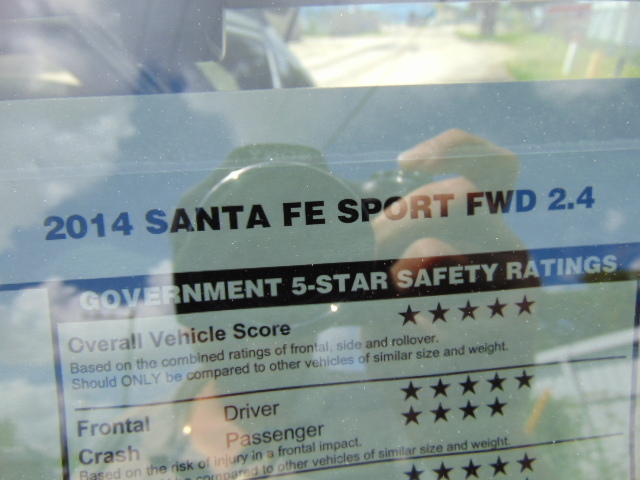 2014 SANTA FE SPORT FWD 2.4
GOVERNMENT 5-STAR SAFETY RATINGS
Overall Vehicle Score ★★★★★
Based on the combined ratings of frontal, side and rollover.
Should ONLY be compared to other vehicles of similar size and weight.
Frontal Driver ★★★★★
Crash Passenger ★★★★
Based on the risk of injury in a frontal impact.
compared to other vehicles of similar size and weight.
★★★★★